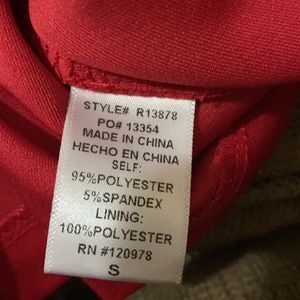 STYLE# R13878
PO# 13354
MADE IN CHINA
HECHO EN CHINA
SELF:
95%POLYESTER
5%SPANDEX
LINING:
100%POLYESTER
RN #120978
S